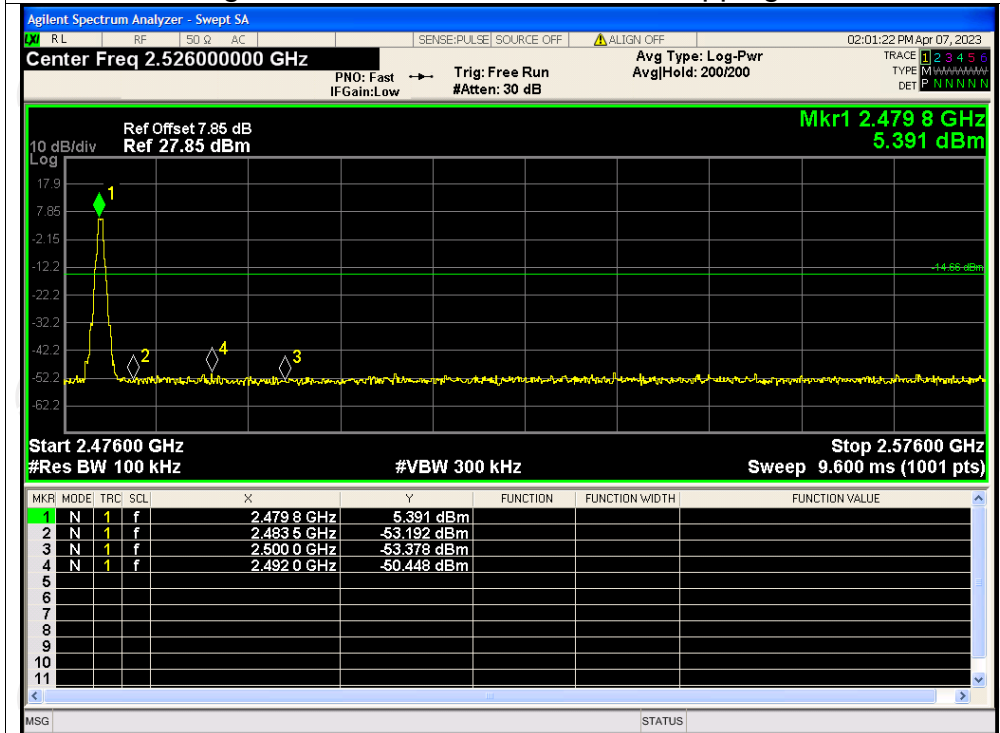 Agilent Spectrum Analyzer - Swept SA
LXI RL RF 50 Ω AC SENSE:PULSE SOURCE OFF ALIGN OFF 02:01:22 PM Apr 07, 2023
Center Freq 2.526000000 GHz
PNO: Fast
IFGain:Low
Trig: Free Run
#Atten: 30 dB
Avg Type: Log-Pwr
Avg|Hold: 200/200
TRACE 1 2 3 4 5 6
TYPE M
DET P N N N N N
Mkr1 2.479 8 GHz
5.391 dBm
Ref Offset 7.85 dB
10 dB/div Ref 27.85 dBm
Log
17.9
7.85
-2.15
-12.2
-22.2
-32.2
-42.2
-52.2
-62.2
1
2
4
3
-14.66 dBm
Start 2.47600 GHz Stop 2.57600 GHz
#Res BW 100 kHz #VBW 300 kHz Sweep 9.600 ms (1001 pts)
MKR MODE TRC SCL X Y FUNCTION FUNCTION WIDTH FUNCTION VALUE
1 N 1 f 2.479 8 GHz 5.391 dBm
2 N 1 f 2.483 5 GHz -53.192 dBm
3 N 1 f 2.500 0 GHz -53.378 dBm
4 N 1 f 2.492 0 GHz -50.448 dBm
5
6
7
8
9
10
11
MSG STATUS